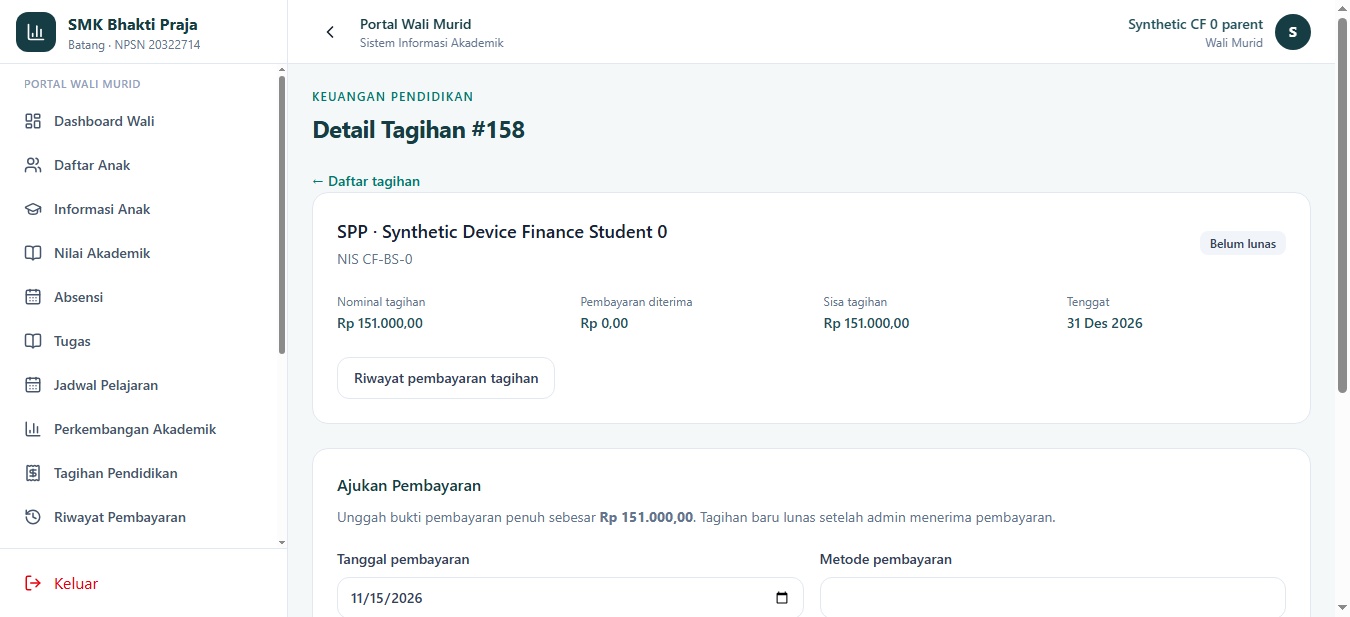 SMK Bhakti Praja
Batang · NPSN 20322714
PORTAL WALI MURID
Dashboard Wali
Daftar Anak
Informasi Anak
Nilai Akademik
Absensi
Tugas
Jadwal Pelajaran
Perkembangan Akademik
Tagihan Pendidikan
Riwayat Pembayaran
Keluar
Portal Wali Murid
Sistem Informasi Akademik
Synthetic CF 0 parent
Wali Murid
S
KEUANGAN PENDIDIKAN
Detail Tagihan #158
← Daftar tagihan
SPP · Synthetic Device Finance Student 0
NIS CF-BS-0
Belum lunas
Nominal tagihan
Rp 151.000,00
Pembayaran diterima
Rp 0,00
Sisa tagihan
Rp 151.000,00
Tenggat
31 Des 2026
Riwayat pembayaran tagihan
Ajukan Pembayaran
Unggah bukti pembayaran penuh sebesar Rp 151.000,00. Tagihan baru lunas setelah admin menerima pembayaran.
Tanggal pembayaran
11/15/2026
Metode pembayaran